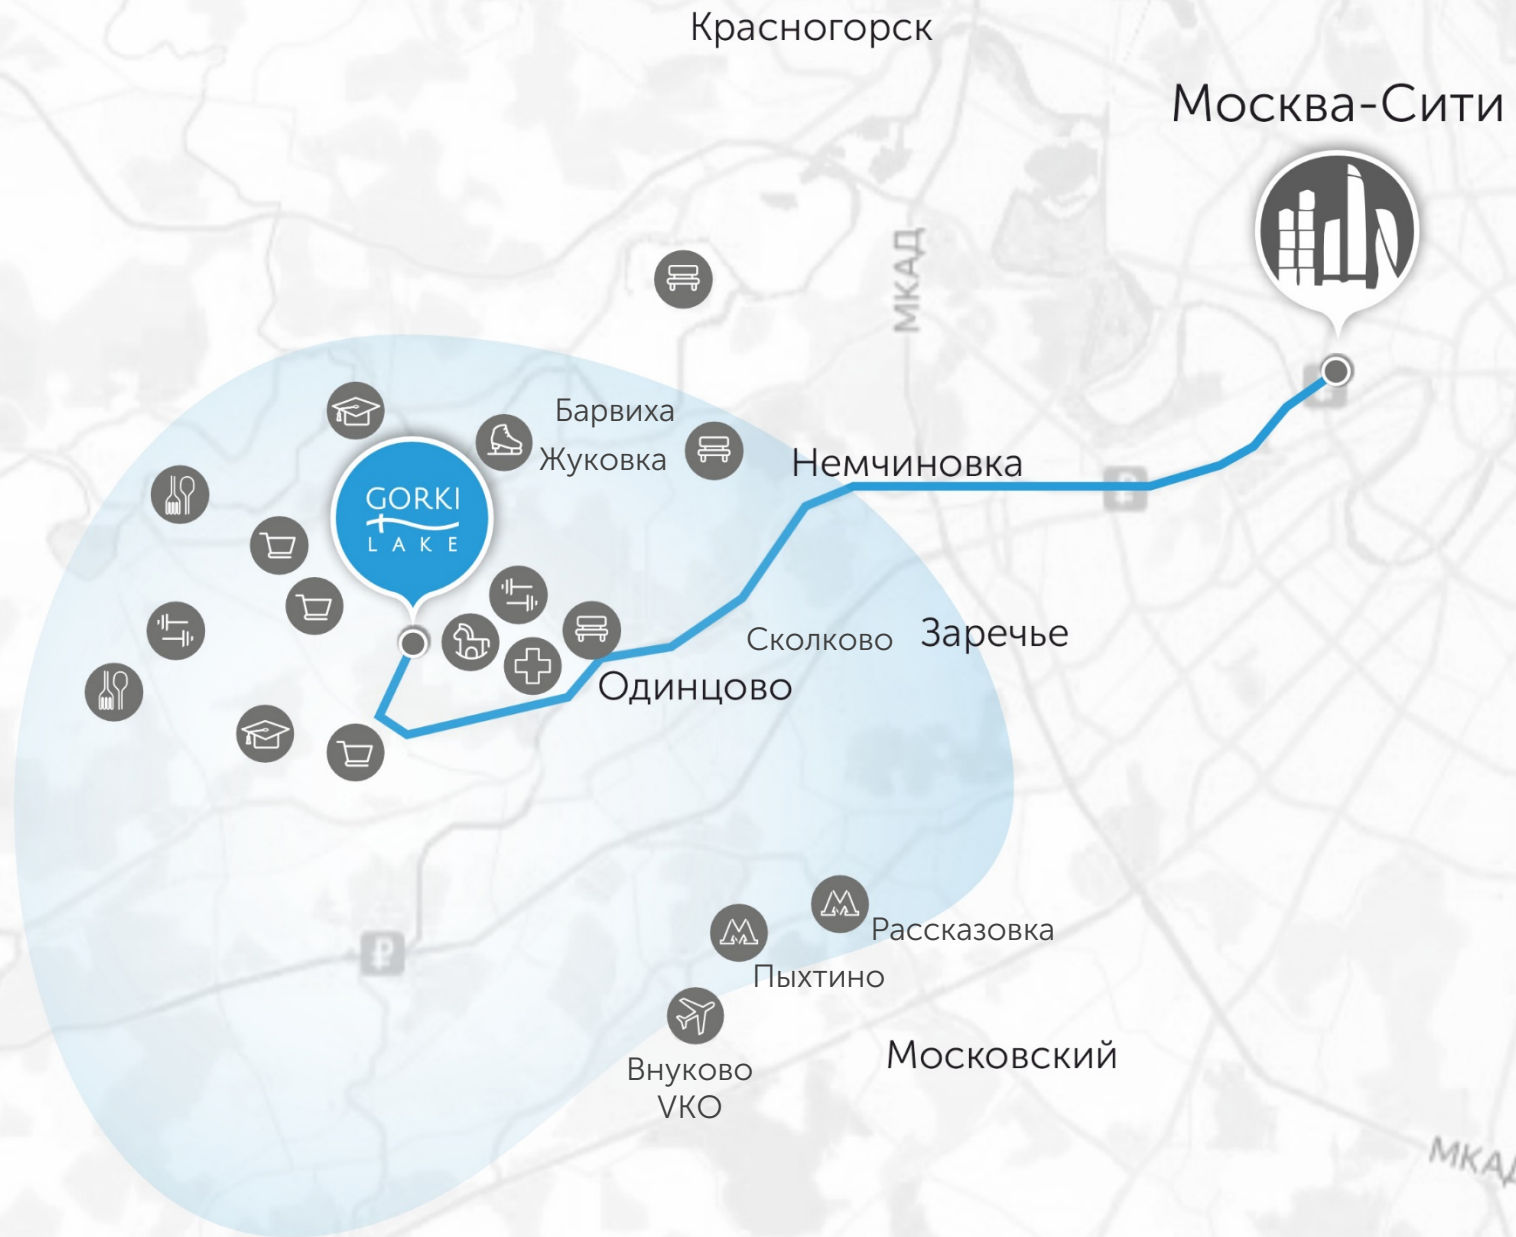 Красногорск
Москва-Сити
МКАД
Барвиха
Жуковка
Немчиновка
GORKI
LAKE
Сколково
Заречье
Одинцово
Рассказовка
Пыхтино
Московский
Внуково
VKO
МКАД